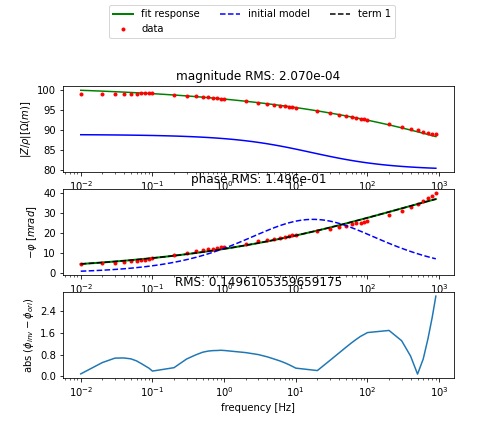 fit response initial model term 1
data
magnitude RMS: 2.070e-04
|Z/ρ|[Ω(m)]
100
95
90
85
80
10⁻² 10⁻¹ 10⁰ 10¹ 10² 10³
phase RMS: 1.496e-01
−φ [mrad]
40
30
20
10
0
10⁻² 10⁻¹ 10⁰ 10¹ 10² 10³
RMS: 0.1496105359659175
abs (ϕinv − ϕori)
2.4
1.6
0.8
0.0
10⁻² 10⁻¹ 10⁰ 10¹ 10² 10³
frequency [Hz]